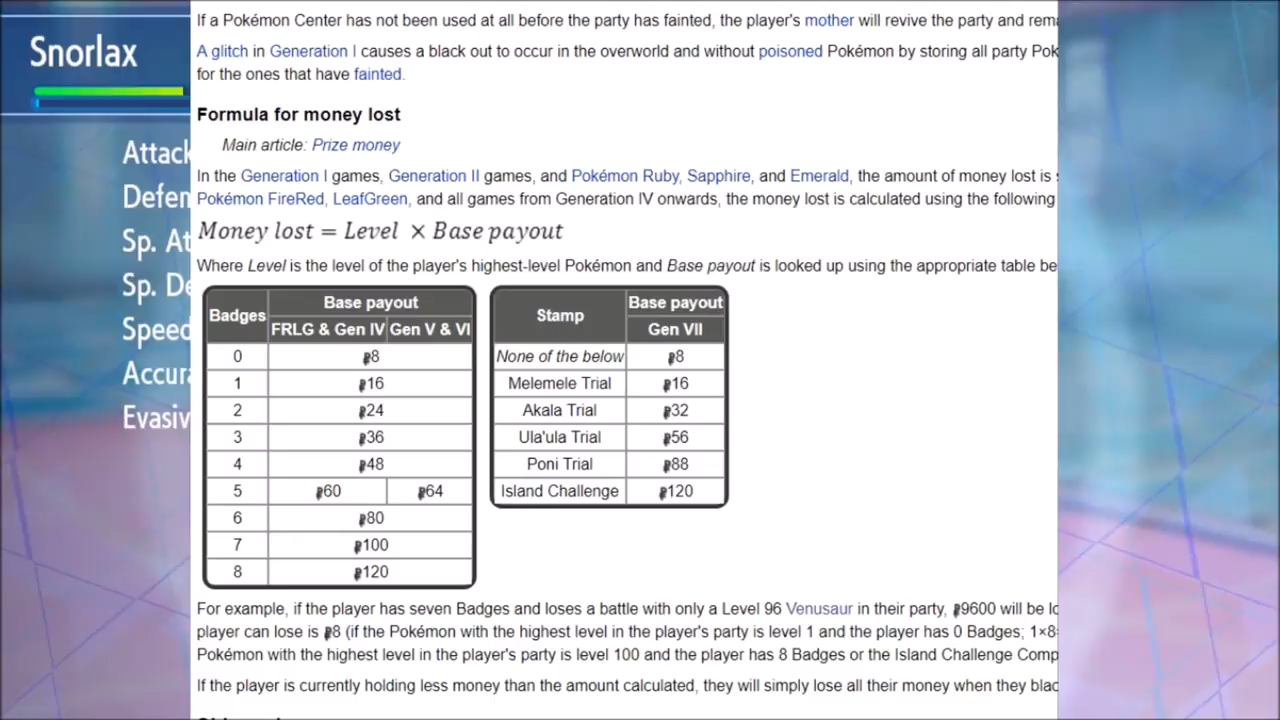 Snorlax
Attack
Defen
Sp. At
Sp. De
Speed
Accura
Evasiv
If a Pokémon Center has not been used at all before the party has fainted, the player's mother will revive the party and rema
A glitch in Generation I causes a black out to occur in the overworld and without poisoned Pokémon by storing all party Pok
for the ones that have fainted.
Formula for money lost
Main article: Prize money
In the Generation I games, Generation II games, and Pokémon Ruby, Sapphire, and Emerald, the amount of money lost is s
Pokémon FireRed, LeafGreen, and all games from Generation IV onwards, the money lost is calculated using the following
Money lost = Level × Base payout
Where Level is the level of the player's highest-level Pokémon and Base payout is looked up using the appropriate table be
Badges Base payout
FRLG & Gen IV Gen V & VI
0 ₽8
1 ₽16
2 ₽24
3 ₽36
4 ₽48
5 ₽60 ₽64
6 ₽80
7 ₽100
8 ₽120
Stamp Base payout
Gen VII
None of the below ₽8
Melemele Trial ₽16
Akala Trial ₽32
Ula'ula Trial ₽56
Poni Trial ₽88
Island Challenge ₽120
For example, if the player has seven Badges and loses a battle with only a Level 96 Venusaur in their party, ₽9600 will be lo
player can lose is ₽8 (if the Pokémon with the highest level in the player's party is level 1 and the player has 0 Badges; 1×8=
Pokémon with the highest level in the player's party is level 100 and the player has 8 Badges or the Island Challenge Comp
If the player is currently holding less money than the amount calculated, they will simply lose all their money when they blac